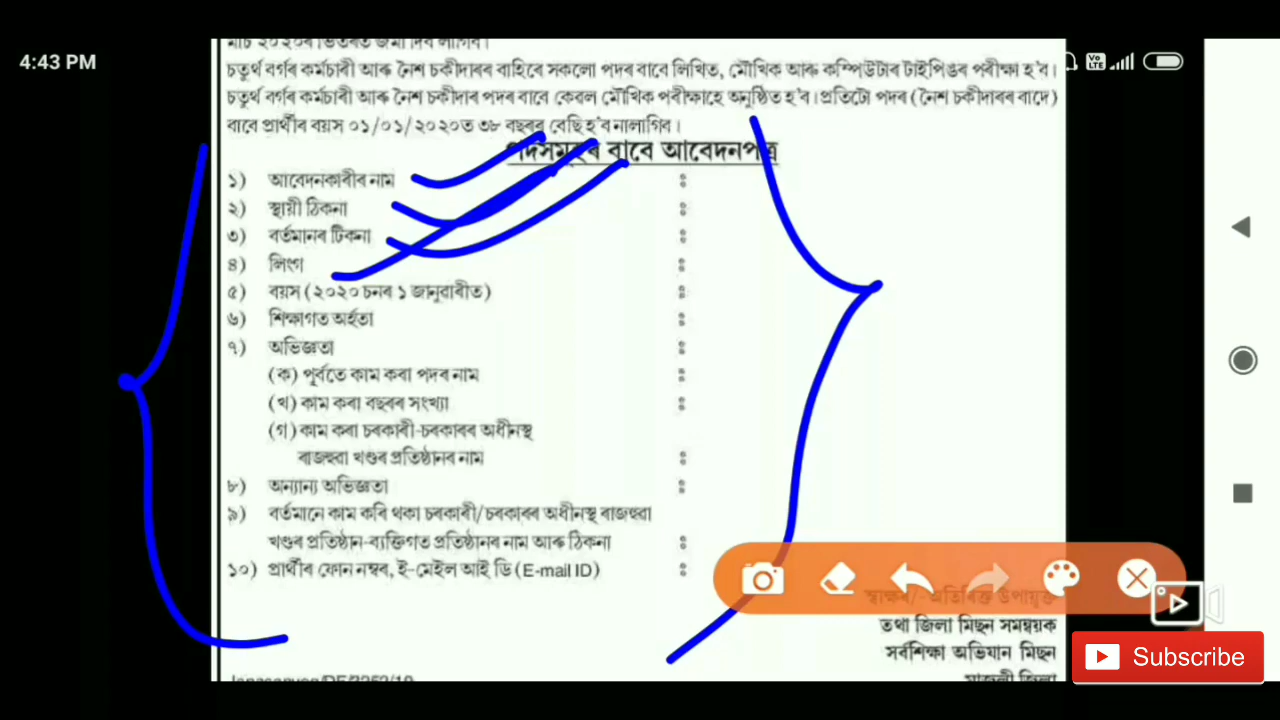 4:43 PM
মাৰ্চ ২০২০ৰ ভিতৰত জমা দিব লাগিব।
চতুৰ্থ বৰ্গৰ কৰ্মচাৰী আৰু নৈশ চকীদাৰৰ বাহিৰে সকলো পদৰ বাবে লিখিত, মৌখিক আৰু কম্পিউটাৰ টাইপিঙৰ পৰীক্ষা হ'ব।
চতুৰ্থ বৰ্গৰ কৰ্মচাৰী আৰু নৈশ চকীদাৰ পদৰ বাবে কেৱল মৌখিক পৰীক্ষাহে অনুষ্ঠিত হ'ব। প্ৰতিটো পদৰ (নৈশ চকীদাৰৰ বাদে)
বাবে প্ৰাৰ্থীৰ বয়স ০১/০১/২০২০ত ৩৮ বছৰৰ বেছি হ'ব নালাগিব।
পদসমূহৰ বাবে আবেদনপত্ৰ
১) আবেদনকাৰীৰ নাম :
২) স্থায়ী ঠিকনা :
৩) বৰ্তমানৰ টিকনা :
৪) লিংগ :
৫) বয়স (২০২০ চনৰ ১ জানুৱাৰীত) :
৬) শিক্ষাগত অৰ্হতা :
৭) অভিজ্ঞতা :
(ক) পূৰ্বতে কাম কৰা পদৰ নাম :
(খ) কাম কৰা বছৰৰ সংখ্যা :
(গ) কাম কৰা চৰকাৰী-চৰকাৰৰ অধীনস্থ
ৰাজহুৱা খণ্ডৰ প্ৰতিষ্ঠানৰ নাম :
৮) অন্যান্য অভিজ্ঞতা :
৯) বৰ্তমানে কাম কৰি থকা চৰকাৰী/চৰকাৰৰ অধীনস্থ ৰাজহুৱা
খণ্ডৰ প্ৰতিষ্ঠান-ব্যক্তিগত প্ৰতিষ্ঠানৰ নাম আৰু ঠিকনা :
১০) প্ৰাৰ্থীৰ ফোন নম্বৰ, ই-মেইল আই ডি (E-mail ID) :
স্বাক্ষৰ/-অতিৰিক্ত উপায়ুক্ত
তথা জিলা মিছন সমন্বয়ক
সৰ্বশিক্ষা অভিযান মিছন
মাজুলী জিলা
Subscribe